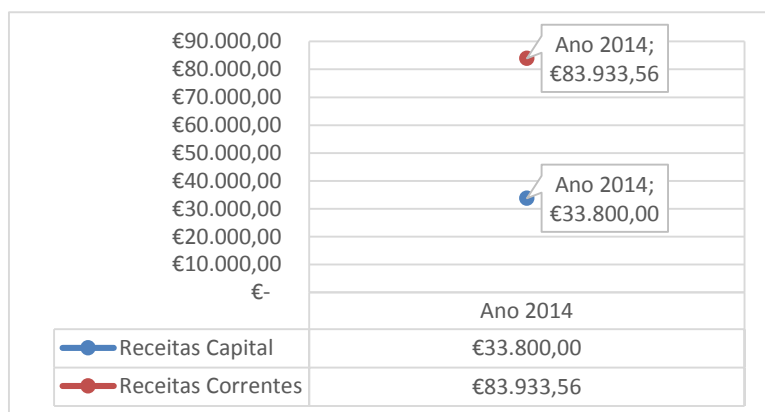 €90.000,00
€80.000,00
€70.000,00
€60.000,00
€50.000,00
€40.000,00
€30.000,00
€20.000,00
€10.000,00
€-
Ano 2014;
€83.933,56
Ano 2014;
€33.800,00
Ano 2014
Receitas Capital €33.800,00
Receitas Correntes €83.933,56